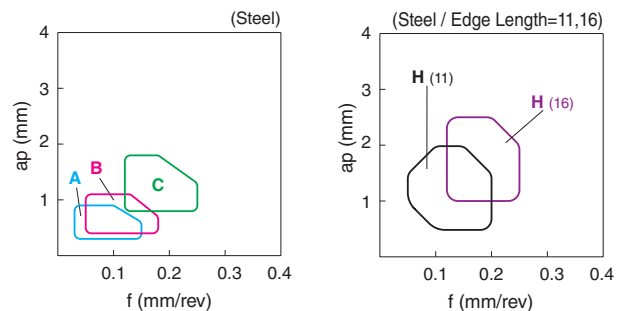 (Steel)
4
3
2
1
ap (mm)
A
B
C
0.1 0.2 0.3 0.4
f (mm/rev)
(Steel / Edge Length=11,16)
4
3
2
1
0
ap (mm)
H (11)
H (16)
0.1 0.2 0.3 0.4
f (mm/rev)